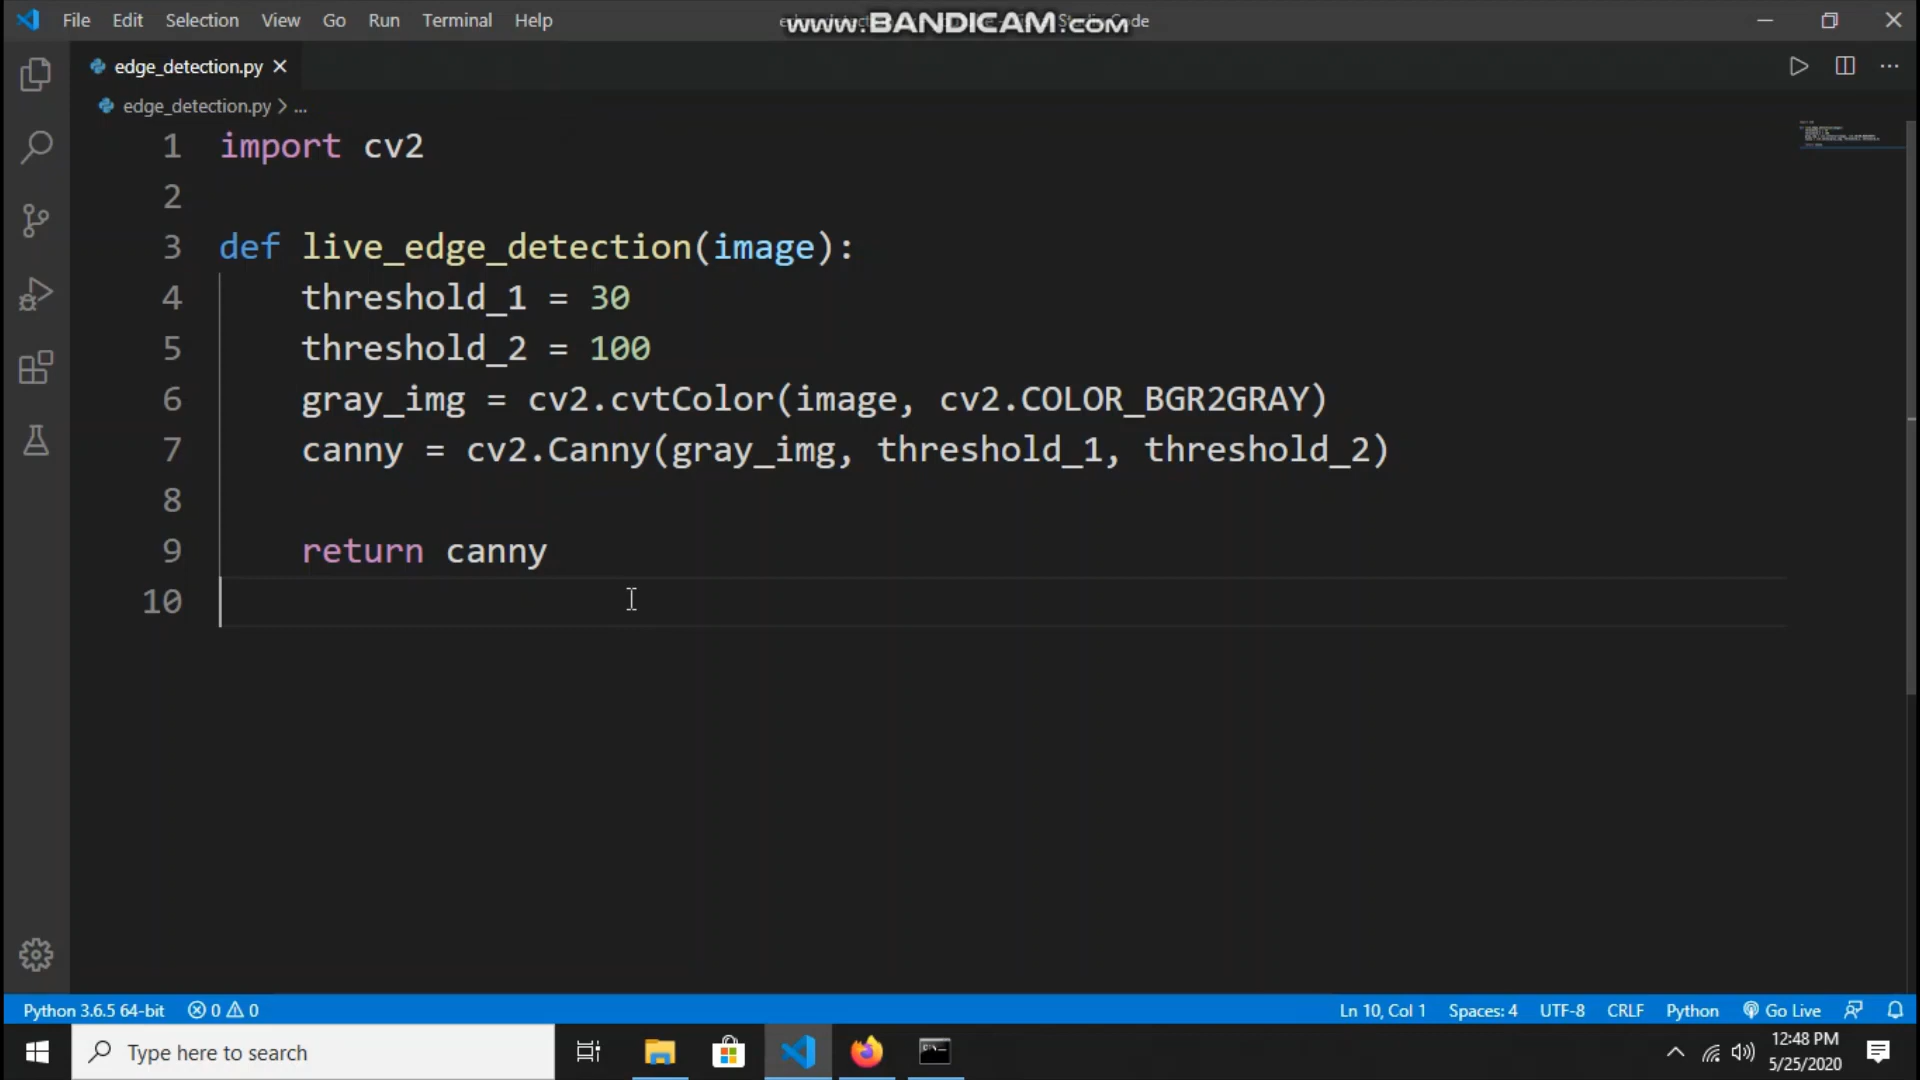 File Edit Selection View Go Run Terminal Help
www.BANDICAM.com
edge_detection.py
edge_detection.py > ...
1 import cv2
2
3 def live_edge_detection(image):
4     threshold_1 = 30
5     threshold_2 = 100
6     gray_img = cv2.cvtColor(image, cv2.COLOR_BGR2GRAY)
7     canny = cv2.Canny(gray_img, threshold_1, threshold_2)
8
9     return canny
10
Python 3.6.5 64-bit 0 0 Ln 10, Col 1 Spaces: 4 UTF-8 CRLF Python Go Live
Type here to search
12:48 PM
5/25/2020